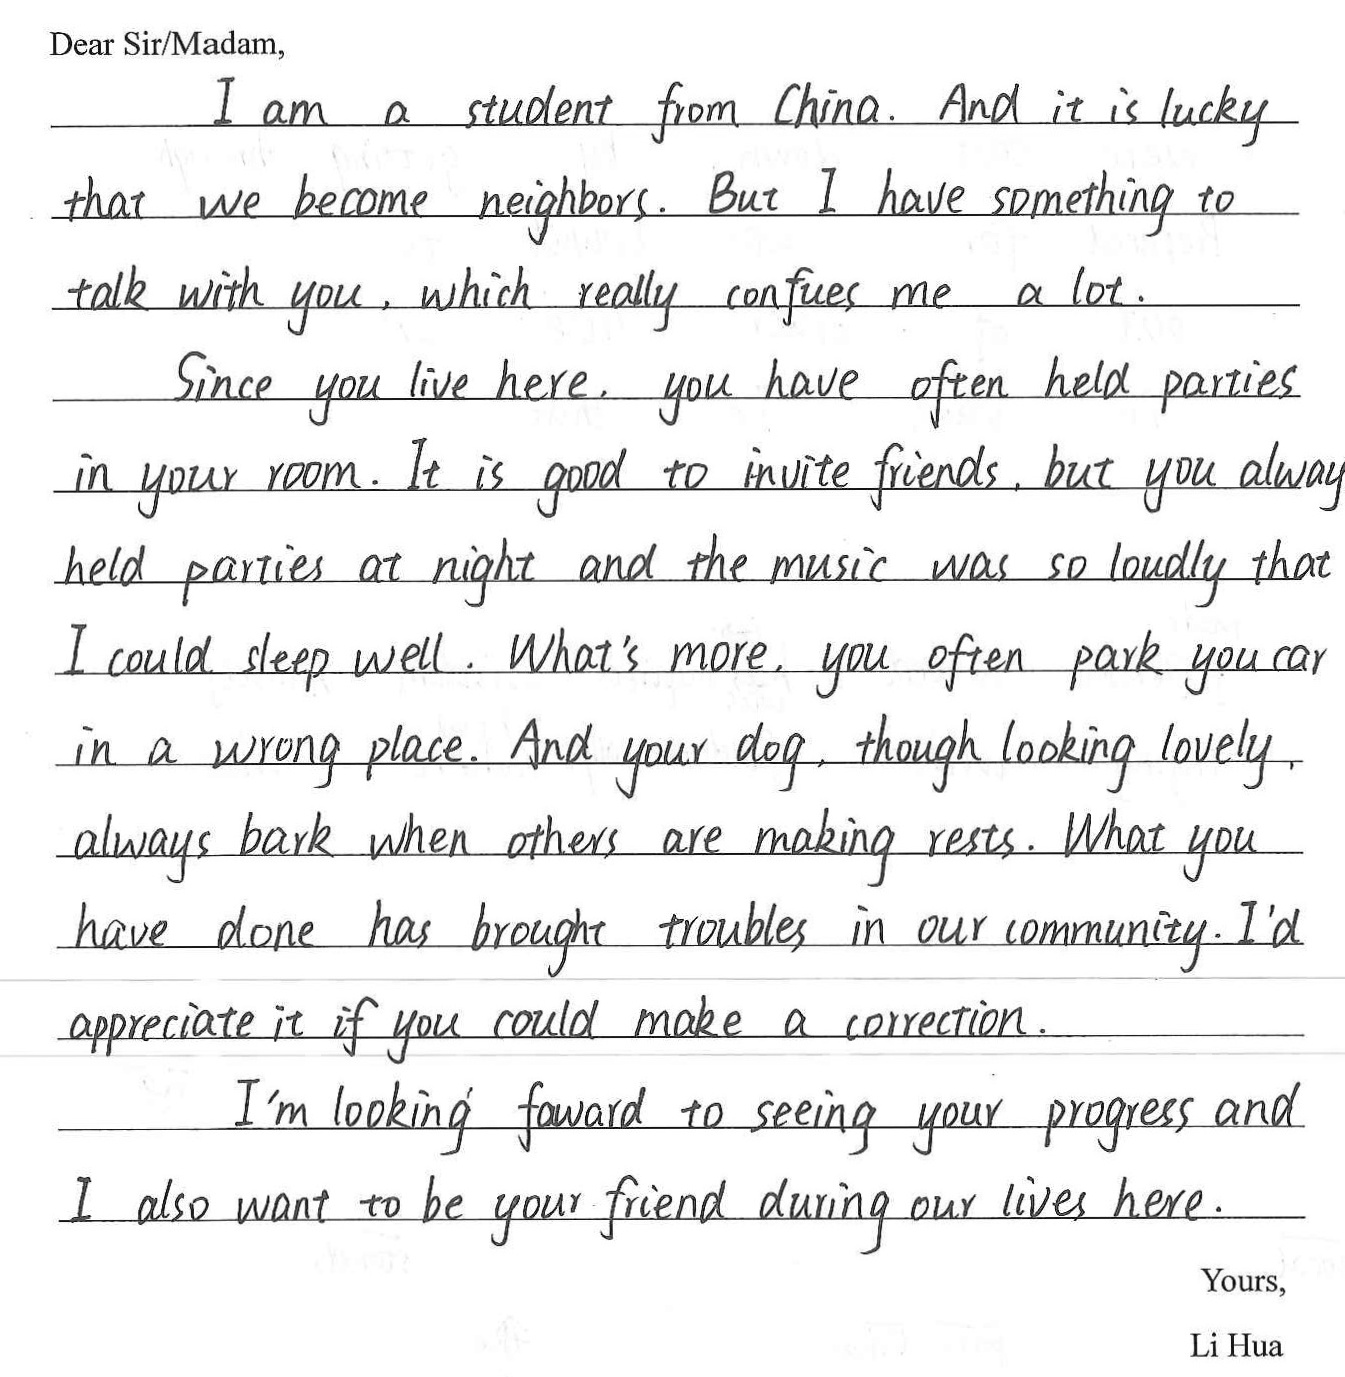 Dear Sir/Madam,
I am a student from China. And it is lucky
that we become neighbors. But I have something to
talk with you, which really confues me a lot.
Since you live here, you have often held parties
in your room. It is good to invite friends, but you alway
held parties at night and the music was so loudly that
I could sleep well. What's more, you often park you car
in a wrong place. And your dog, though looking lovely,
always bark when others are making rests. What you
have done has brought troubles in our community. I'd
appreciate it if you could make a correction.
I'm looking foward to seeing your progress and
I also want to be your friend during our lives here.
Yours,
Li Hua